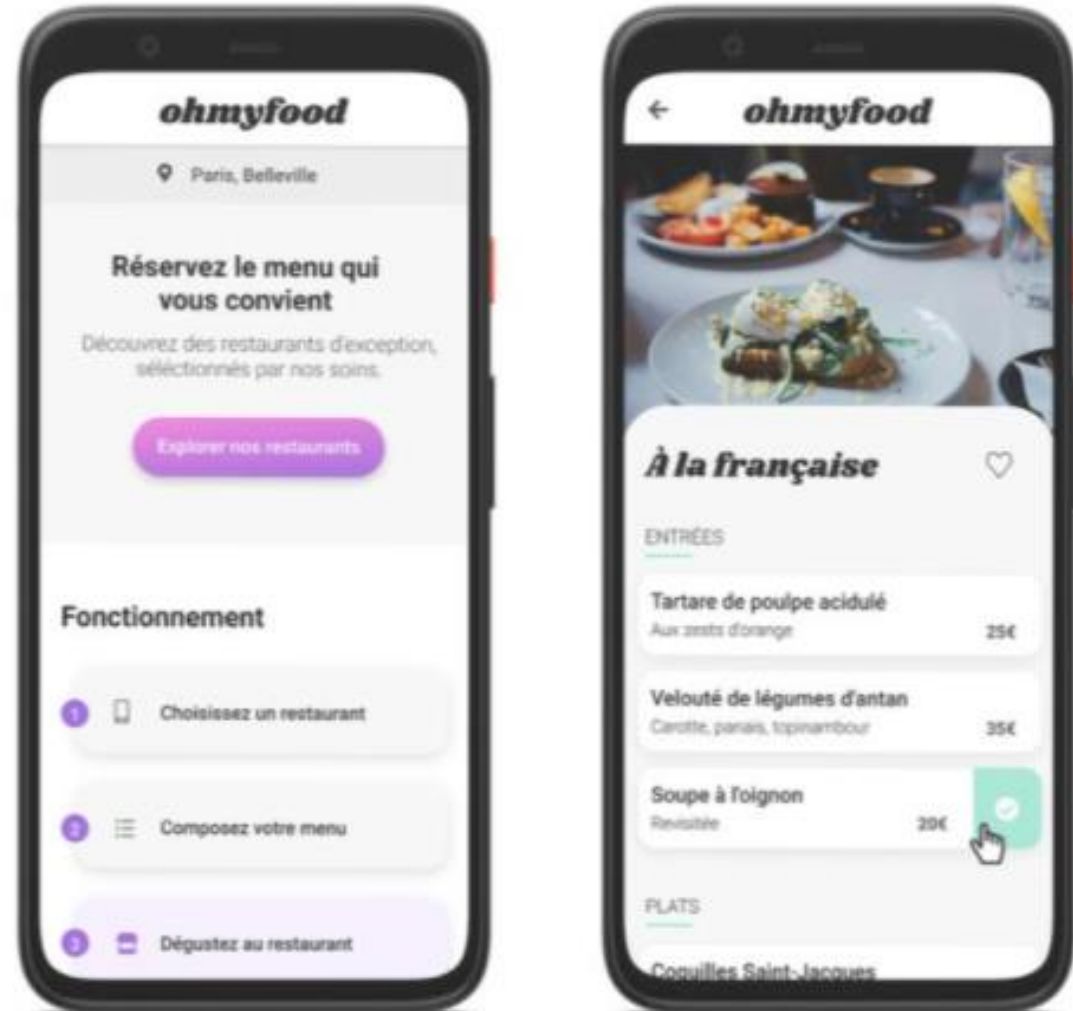 ohmyfood
Paris, Belleville
Réservez le menu qui
vous convient
Découvrez des restaurants d'exception,
séléctionnés par nos soins.
Explorer nos restaurants
Fonctionnement
1 Choisissez un restaurant
2 Composez votre menu
3 Dégustez au restaurant
ohmyfood
À la française
ENTRÉES
Tartare de poulpe acidulé
Aux zests d'orange 25€
Velouté de légumes d'antan
Carotte, panais, topinambour 35€
Soupe à l'oignon
Revisitée 20€
PLATS
Coquilles Saint-Jacques